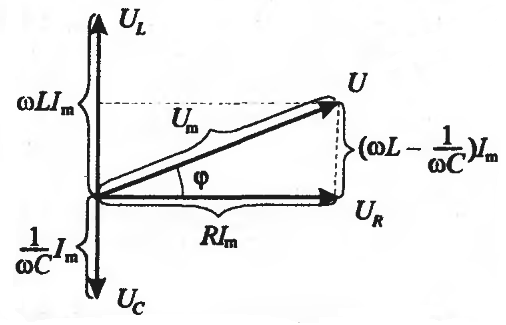 U_L
U
ωLI_m
U_m
(ωL − 1/ωC)I_m
φ
U_R
RI_m
1/ωC I_m
U_C